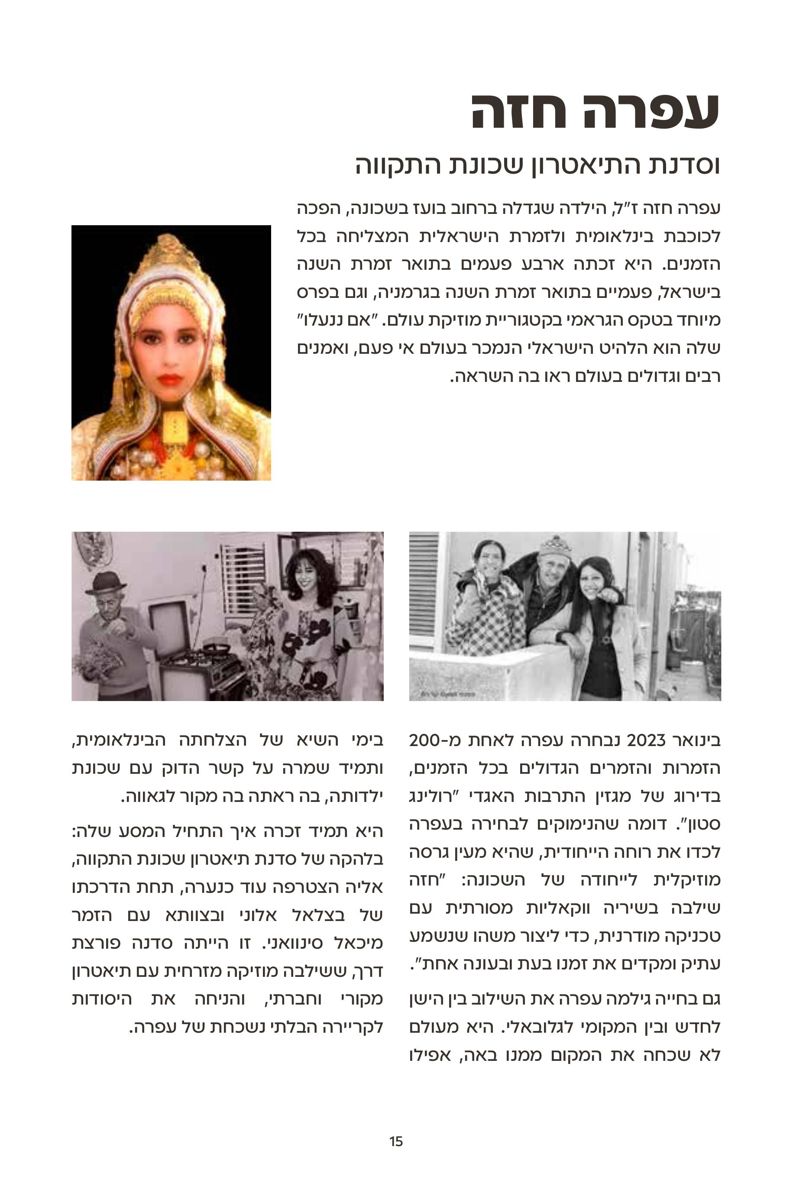 עפרה חזה
וסדנת התיאטרון שכונת התקווה
עפרה חזה ז"ל, הילדה שגדלה ברחוב בועז בשכונה, הפכה
לכוכבת בינלאומית ולזמרת הישראלית המצליחה בכל
הזמנים. היא זכתה ארבע פעמים בתואר זמרת השנה
בישראל, פעמיים בתואר זמרת השנה בגרמניה, וגם בפרס
מיוחד בטקס הגראמי בקטגוריית מוזיקת עולם. "אם ננעלו"
שלה הוא הלהיט הישראלי הנמכר בעולם אי פעם, ואמנים
רבים וגדולים בעולם ראו בה השראה.
בינואר 2023 נבחרה עפרה לאחת מ-200
הזמרות והזמרים הגדולים בכל הזמנים,
בדירוג של מגזין התרבות האגדי "רולינג
סטון". דומה שהנימוקים לבחירה בעפרה
לכדו את רוחה הייחודית, שהיא מעין גרסה
מוזיקלית לייחודה של השכונה: "חזה
שילבה בשיריה ווקאליות מסורתית עם
טכניקה מודרנית, כדי ליצור משהו שנשמע
עתיק ומקדים את זמנו בעת ובעונה אחת".
גם בחייה גילמה עפרה את השילוב בין הישן
לחדש ובין המקומי לגלובאלי. היא מעולם
לא שכחה את המקום ממנו באה, אפילו
בימי השיא של הצלחתה הבינלאומית,
ותמיד שמרה על קשר הדוק עם שכונת
ילדותה, בה ראתה בה מקור לגאווה.
היא תמיד זכרה איך התחיל המסע שלה:
בלהקה של סדנת תיאטרון שכונת התקווה,
אליה הצטרפה עוד כנערה, תחת הדרכתו
של בצלאל אלוני ובצוותא עם הזמר
מיכאל סינוואני. זו הייתה סדנה פורצת
דרך, ששילבה מוזיקה מזרחית עם תיאטרון
מקורי וחברתי, והניחה את היסודות
לקריירה הבלתי נשכחת של עפרה.
15